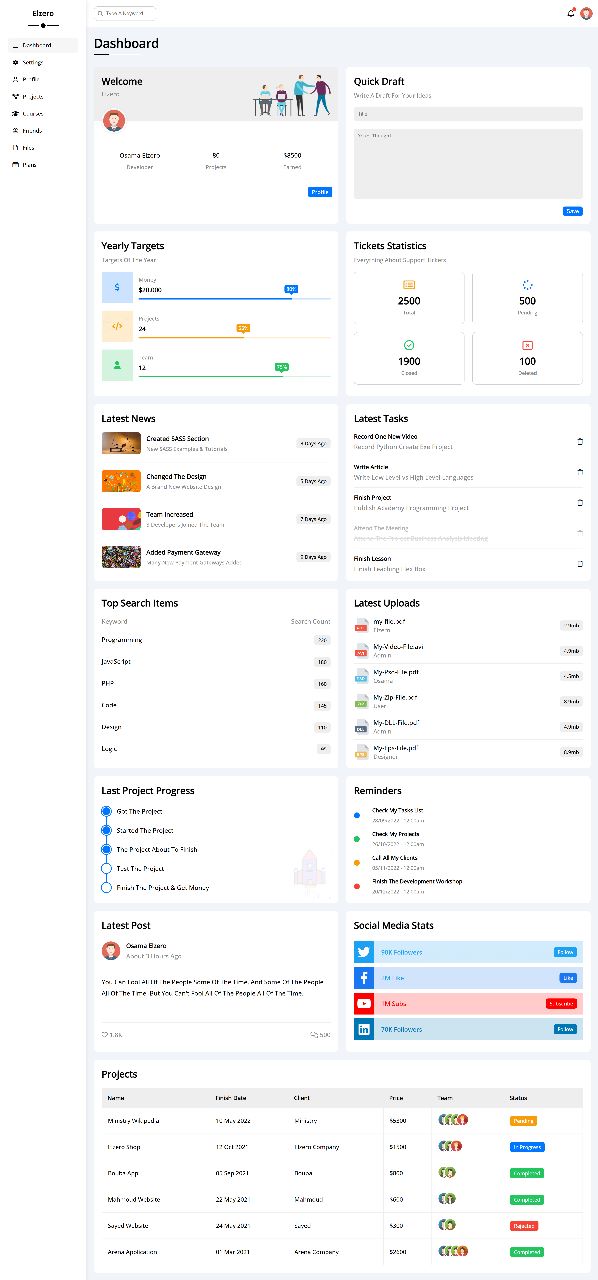 Elzero
Dashboard
Settings
Profile
Projects
Courses
Friends
Files
Plans
Type A Keyword
Dashboard
Welcome
Elzero
Osama Elzero
Developer
80
Projects
$8500
Earned
Profile
Quick Draft
Write A Draft For Your Ideas
Title
Your Thought
Save
Yearly Targets
Targets Of The Year
Money
$20.000
80%
Projects
24
55%
Team
12
75%
Tickets Statistics
Everything About Support Tickets
2500
Total
500
Pending
1900
Closed
100
Deleted
Latest News
Created SASS Section
New SASS Examples & Tutorials
3 Days Ago
Changed The Design
A Brand New Website Design
5 Days Ago
Team Increased
3 Developers Joined The Team
7 Days Ago
Added Payment Gateway
Many New Payment Gateways Added
9 Days Ago
Latest Tasks
Record One New Video
Record Python Create Exe Project
Write Article
Write Low Level vs High Level Languages
Finish Project
Publish Academy Programming Project
Attend The Meeting
Attend The Project Business Analysis Meeting
Finish Lesson
Finish Teaching Flex Box
Top Search Items
Keyword
Search Count
Programming
220
JavaScript
180
PHP
160
Code
145
Design
110
Logic
95
Latest Uploads
my-file.pdf
Elzero
2.9mb
My-Video-File.avi
Admin
4.9mb
My-Psd-File.pdf
Osama
4.5mb
My-Zip-File.pdf
User
8.9mb
My-DLL-File.pdf
Admin
4.9mb
My-Eps-File.pdf
Designer
8.9mb
Last Project Progress
Got The Project
Started The Project
The Project About To Finish
Test The Project
Finish The Project & Get Money
Reminders
Check My Tasks List
28/09/2022 - 12:00am
Check My Projects
26/10/2022 - 12:00am
Call All My Clients
05/11/2022 - 12:00am
Finish The Development Workshop
20/12/2022 - 12:00am
Latest Post
Osama Elzero
About 3 Hours Ago
You Can Fool All Of The People Some Of The Time, And Some Of The People
All Of The Time, But You Can't Fool All Of The People All Of The Time.
1.8K
500
Social Media Stats
90K Followers
Follow
2M Like
Like
1M Subs
Subscribe
70K Followers
Follow
Projects
Name Finish Date Client Price Team Status
Ministry Wikipedia 10 May 2022 Ministry $5300 Pending
Elzero Shop 12 Oct 2021 Elzero Company $1500 In Progress
Bouba App 05 Sep 2021 Bouba $800 Completed
Mahmoud Website 22 May 2021 Mahmoud $600 Completed
Sayed Website 24 May 2021 Sayed $300 Rejected
Arena Application 01 Mar 2021 Arena Company $2600 Completed